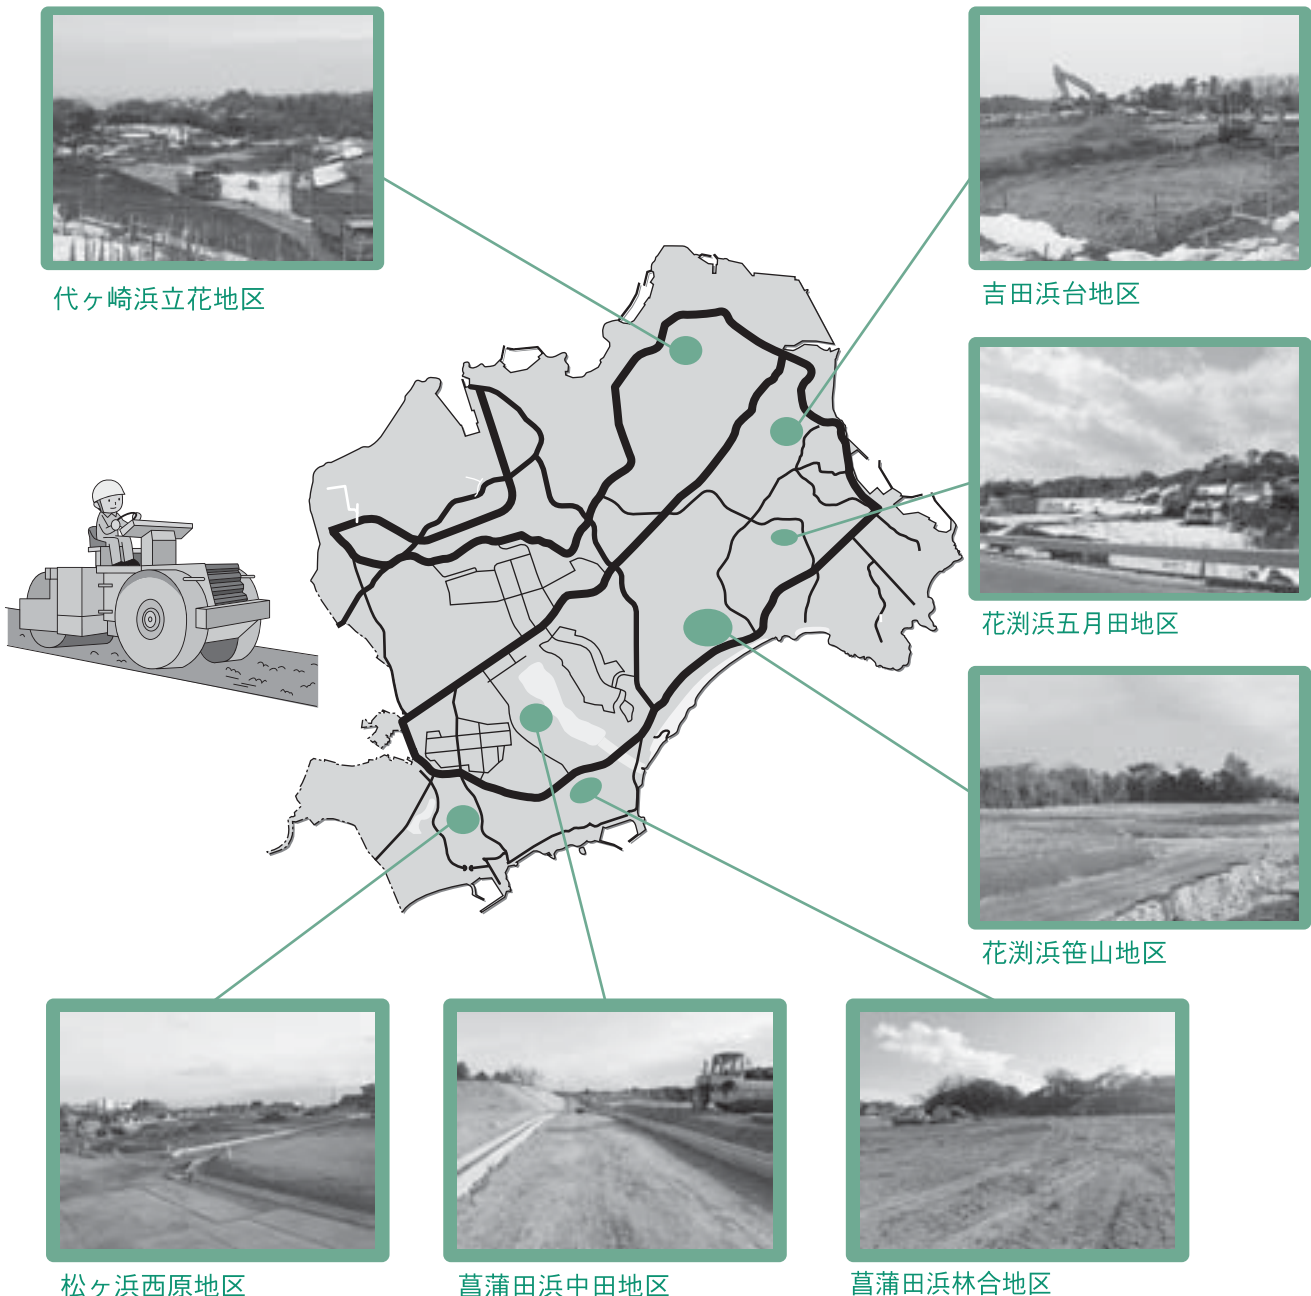 代ヶ崎浜立花地区
吉田浜台地区
花渕浜五月田地区
花渕浜笹山地区
松ヶ浜西原地区
菖蒲田浜中田地区
菖蒲田浜林合地区